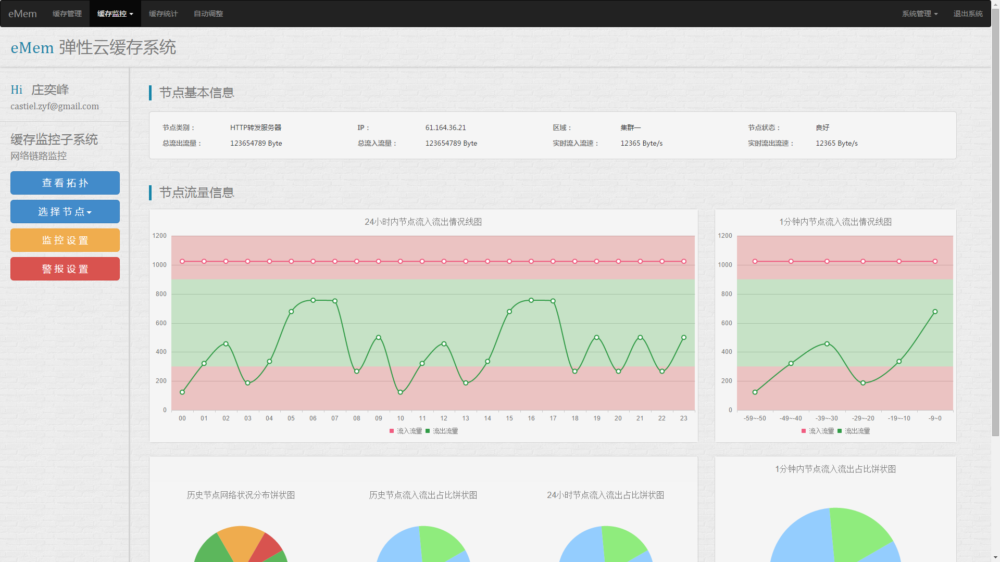 eMem 缓存管理 缓存监控 缓存统计 自动调整 系统管理 退出系统
eMem 弹性云缓存系统
Hi 庄奕峰
castiel.zyf@gmail.com
缓存监控子系统
网络链路监控
查看拓扑
选择节点
监控设置
警报设置
节点基本信息
节点类别： HTTP转发服务器 IP： 61.164.36.21 区域： 集群一 节点状态： 良好
总流出流量： 123654789 Byte 总流入流量： 123654789 Byte 实时流入流速： 12365 Byte/s 实时流出流速： 12365 Byte/s
节点流量信息
24小时内节点流入流出情况线图
1200
1000
800
600
400
200
0
00 01 02 03 04 05 06 07 08 09 10 11 12 13 14 15 16 17 18 19 20 21 22 23
流入流量 流出流量
1分钟内节点流入流出情况线图
1200
1000
800
600
400
200
0
-59~-50 -49~-40 -39~-30 -29~-20 -19~-10 -9~0
流入流量 流出流量
历史节点网络状况分布饼状图
历史节点流入流出占比饼状图
24小时节点流入流出占比饼状图
1分钟内节点流入流出占比饼状图